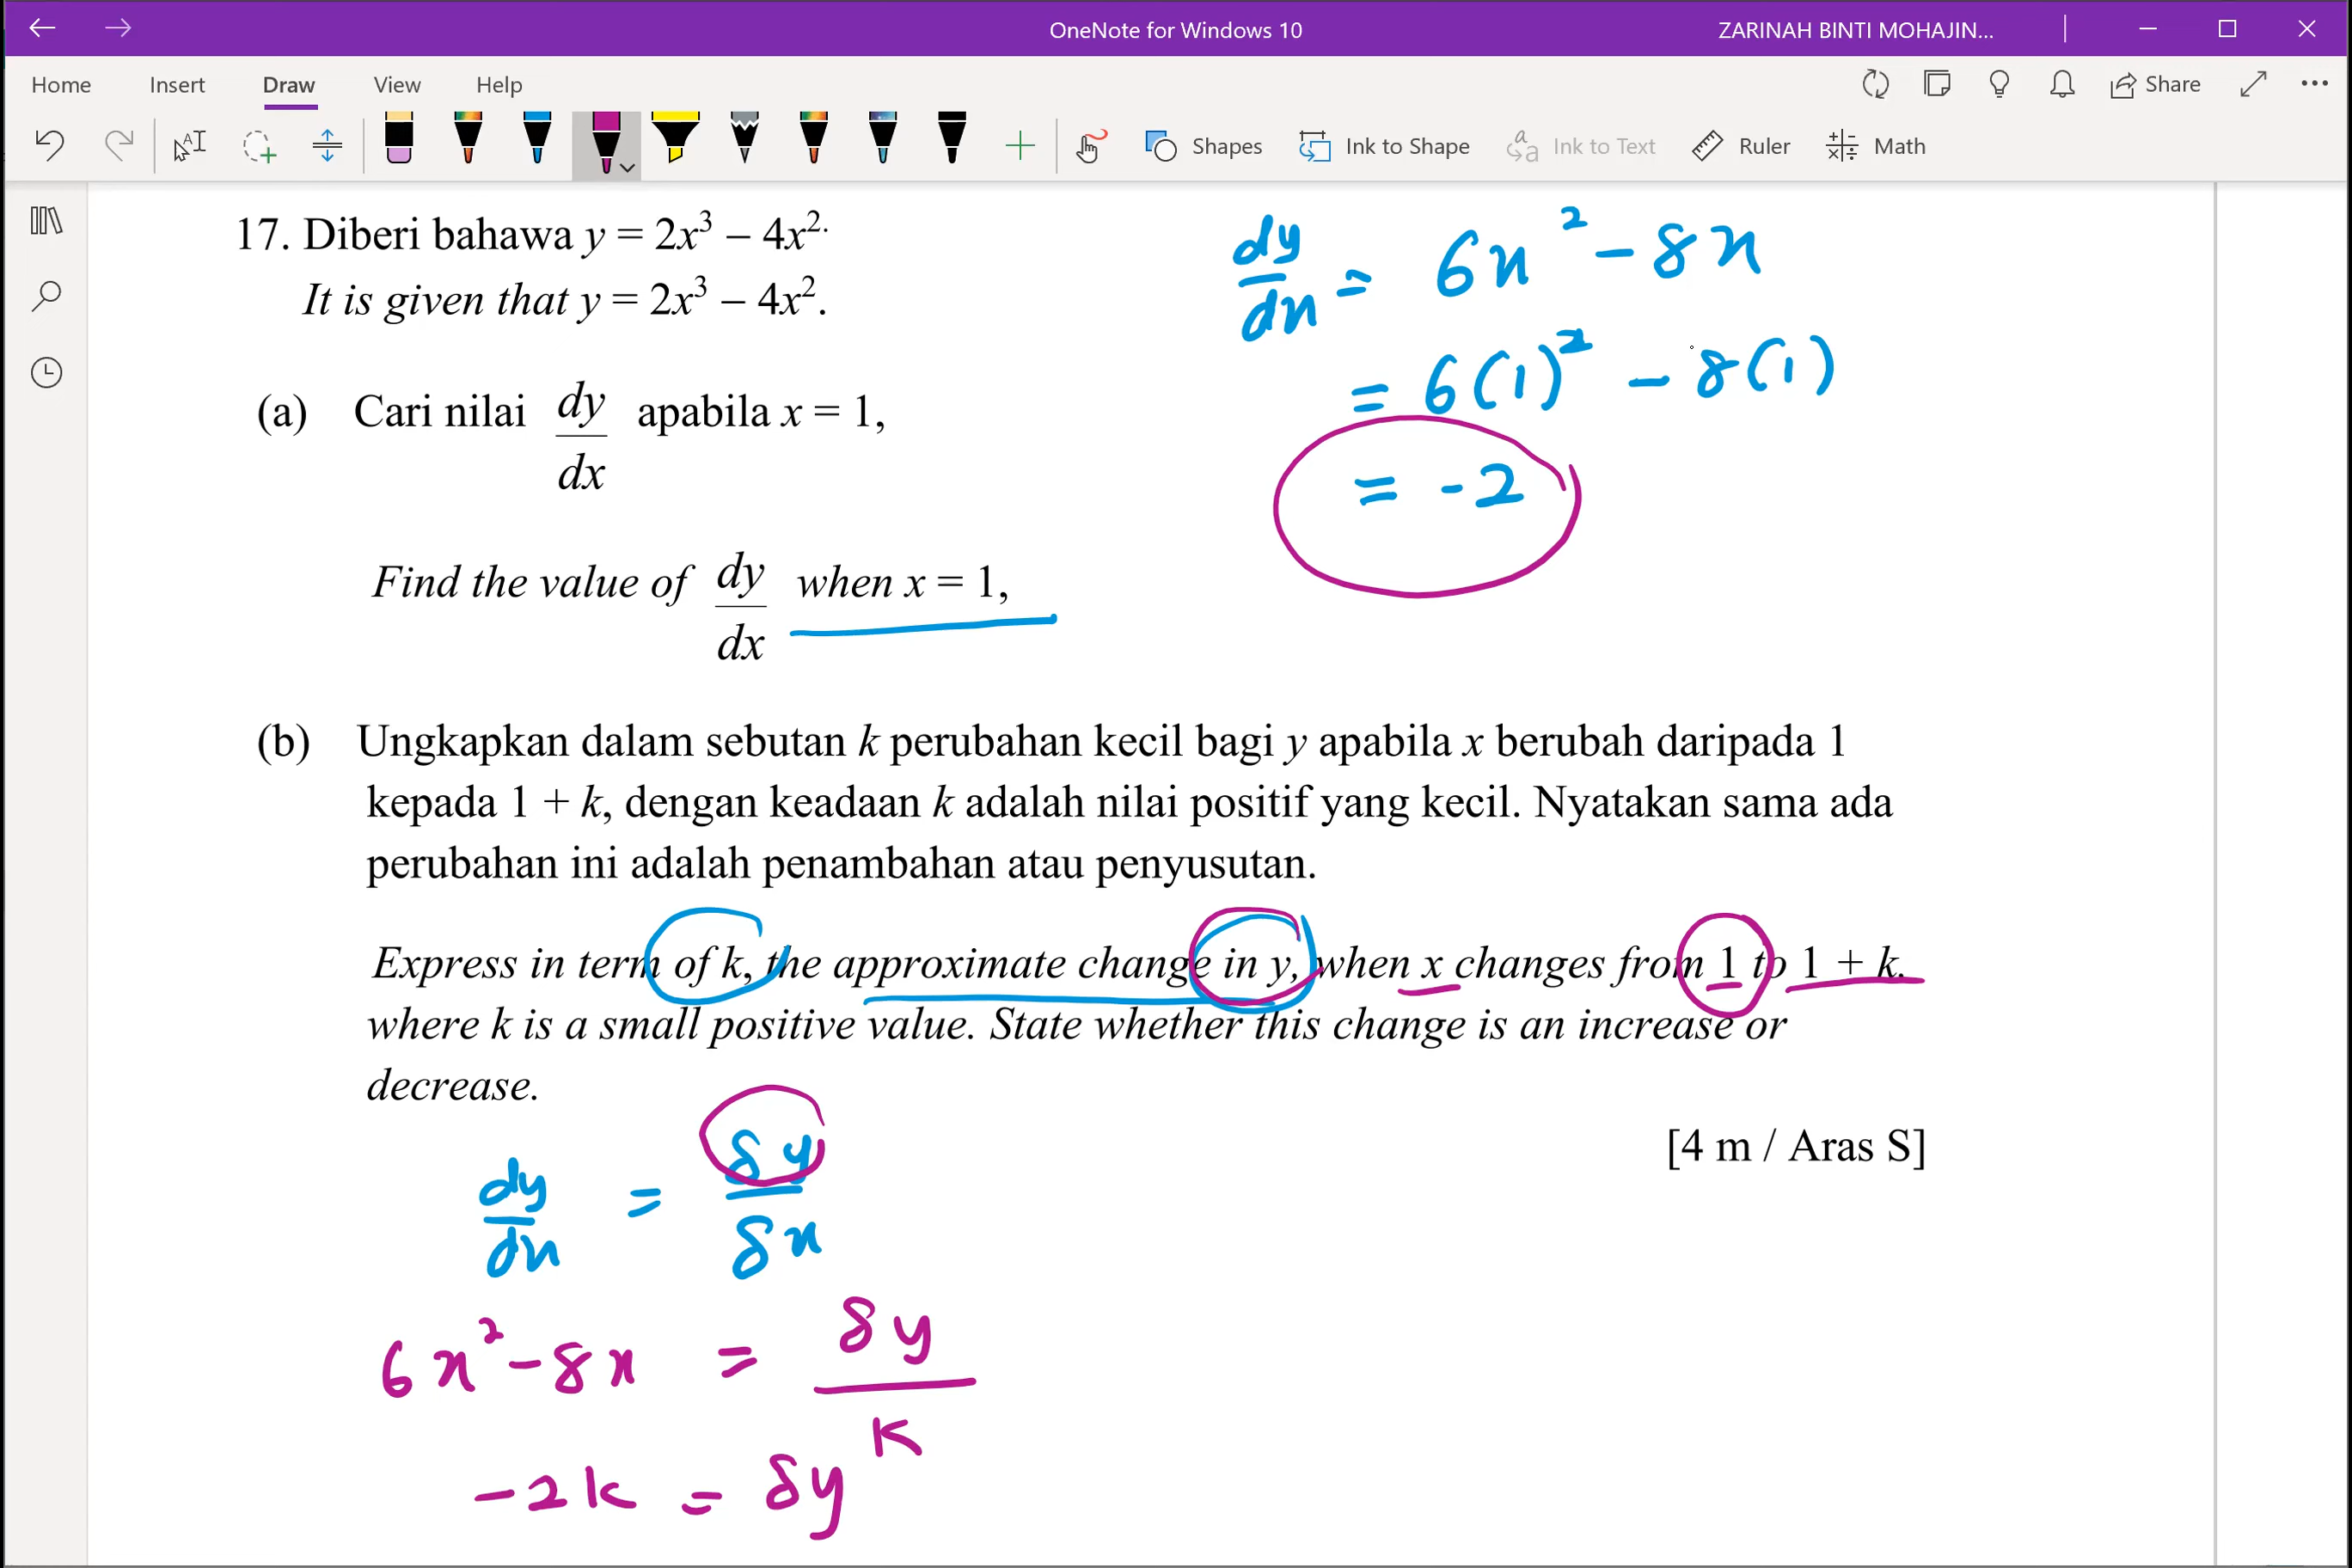 OneNote for Windows 10
ZARINAH BINTI MOHAJIN...
Home Insert Draw View Help
Share
Shapes Ink to Shape Ink to Text Ruler Math
17. Diberi bahawa y = 2x³ – 4x².
It is given that y = 2x³ – 4x².
(a) Cari nilai dy/dx apabila x = 1,
Find the value of dy/dx when x = 1,
dy/dx = 6x² - 8x
= 6(1)² - 8(1)
= -2
(b) Ungkapkan dalam sebutan k perubahan kecil bagi y apabila x berubah daripada 1
kepada 1 + k, dengan keadaan k adalah nilai positif yang kecil. Nyatakan sama ada
perubahan ini adalah penambahan atau penyusutan.
Express in term of k, the approximate change in y, when x changes from 1 to 1 + k.
where k is a small positive value. State whether this change is an increase or
decrease.
[4 m / Aras S]
dy/dx = δy/δx
6x² - 8x = δy/k
-2k = δy